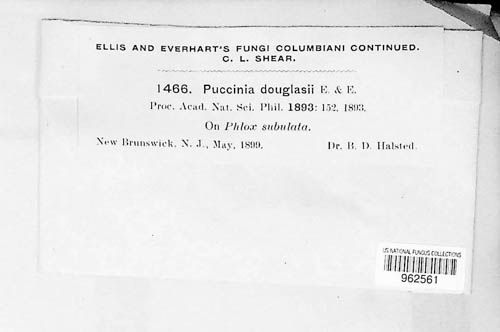 ELLIS AND EVERHART'S FUNGI COLUMBIANI CONTINUED.
C. L. SHEAR.
1466. Puccinia douglasii E. & E.
Proc. Acad. Nat. Sci. Phil. 1893: 152, 1893.
On Phlox subulata.
New Brunswick, N. J., May, 1899. Dr. B. D. Halsted.
US NATIONAL FUNGUS COLLECTIONS
962561